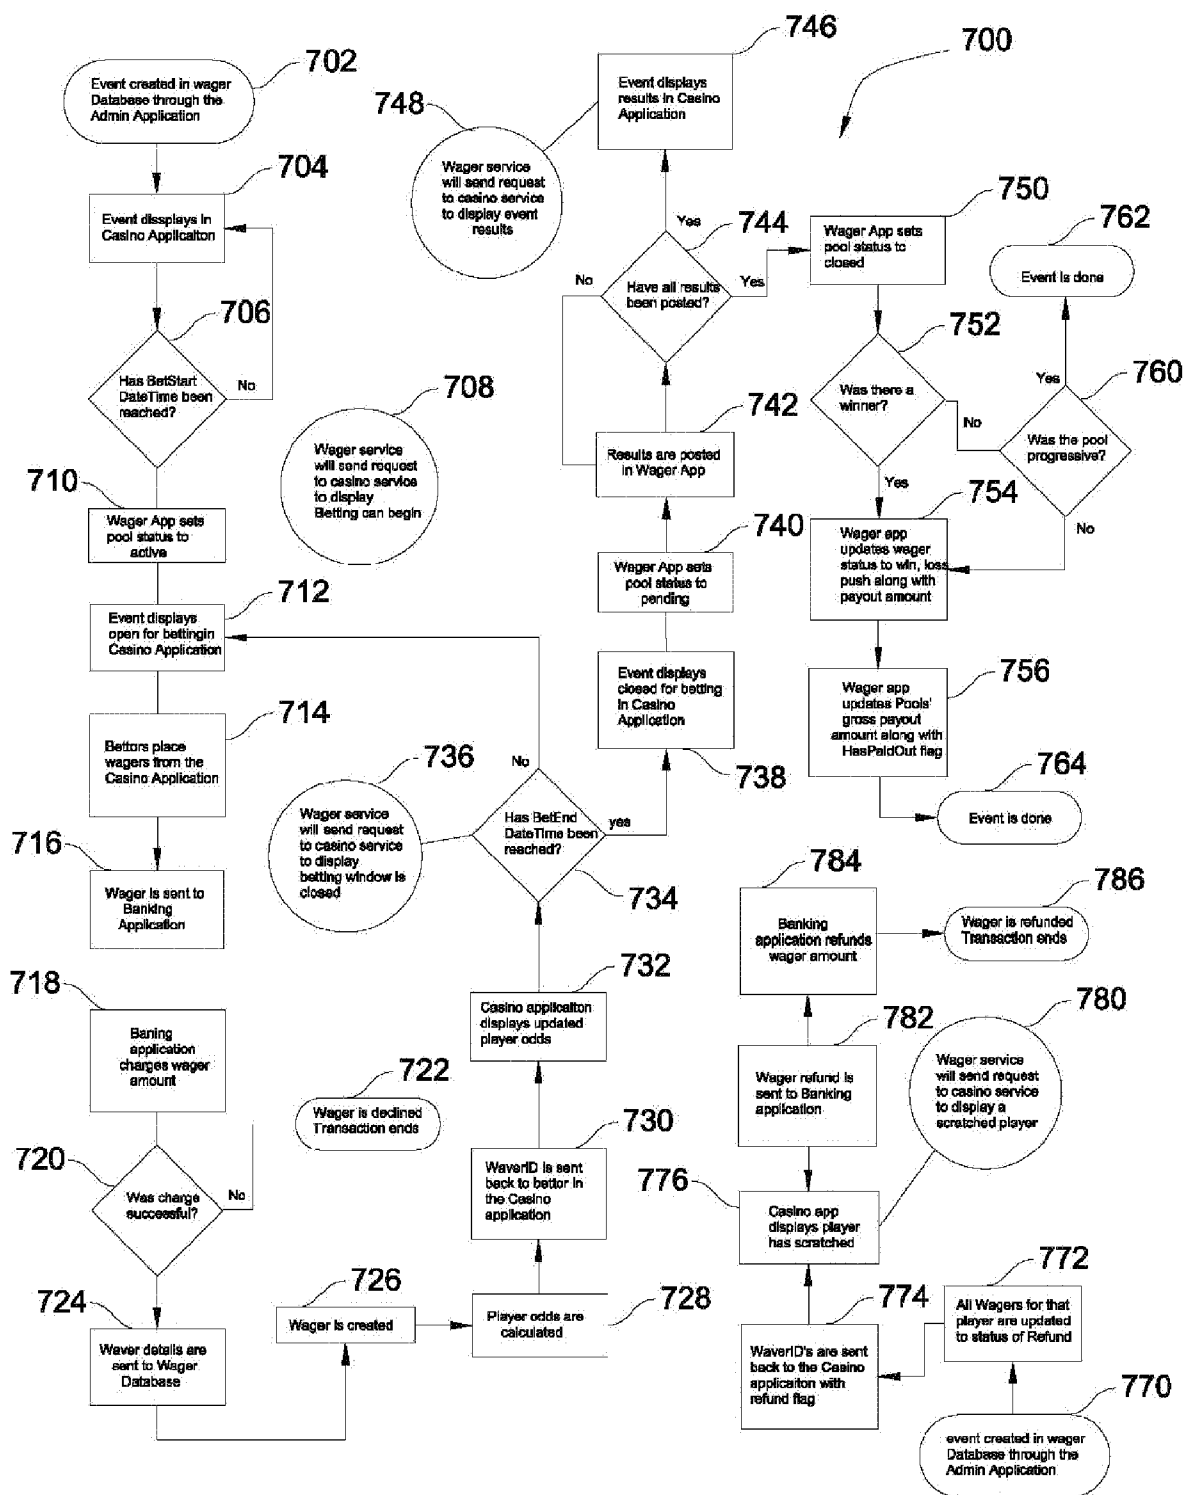 702
Event created in wager
Database through the
Admin Application
704
Event dissplays in
Casino Applicaiton
706
Has BetStart
DateTime been
reached?
No
708
Wager service
will send request
to casino service
to display
Betting can begin
710
Wager App sets
pool status to
active
712
Event displays
open for bettingin
Casino Application
714
Bettors place
wagers from the
Casino Application
716
Wager is sent to
Banking
Application
718
Baning
application
charges wager
amount
720
Was charge
successful?
No
722
Wager is declined
Transaction ends
724
Waver details are
sent to Wager
Database
726
Wager is created
728
Player odds are
calculated
730
WaverID is sent
back to bettor in
the Casino
application
732
Casino applicaiton
displays updated
player odds
734
Has BetEnd
DateTime been
reached?
No
yes
736
Wager service
will send request
to casino service
to display
betting window is
closed
738
Event displays
closed for betting
in Casino
Application
740
Wager App sets
pool status to
pending
742
Results are posted
in Wager App
744
Have all results
been posted?
No
Yes
Yes
746
Event displays
results in Casino
Application
748
Wager service
will send request
to casino service
to display event
results
700
750
Wager App sets
pool status to
closed
752
Was there a
winner?
No
Yes
754
Wager app
updates wager
status to win, loss
push along with
payout amount
756
Wager app
updates Pools'
gross payout
amount along with
HasPaidOut flag
760
Was the pool
progressive?
Yes
No
762
Event is done
764
Event is done
784
Banking
application refunds
wager amount
786
Wager is refunded
Transaction ends
782
Wager refund is
sent to Banking
application
780
Wager service
will send request
to casino service
to display a
scratched player
776
Casino app
displays player
has scratched
774
WaverID's are sent
back to the Casino
applicaiton with
refund flag
772
All Wagers for that
player are updated
to status of Refund
770
event created in wager
Database through the
Admin Application